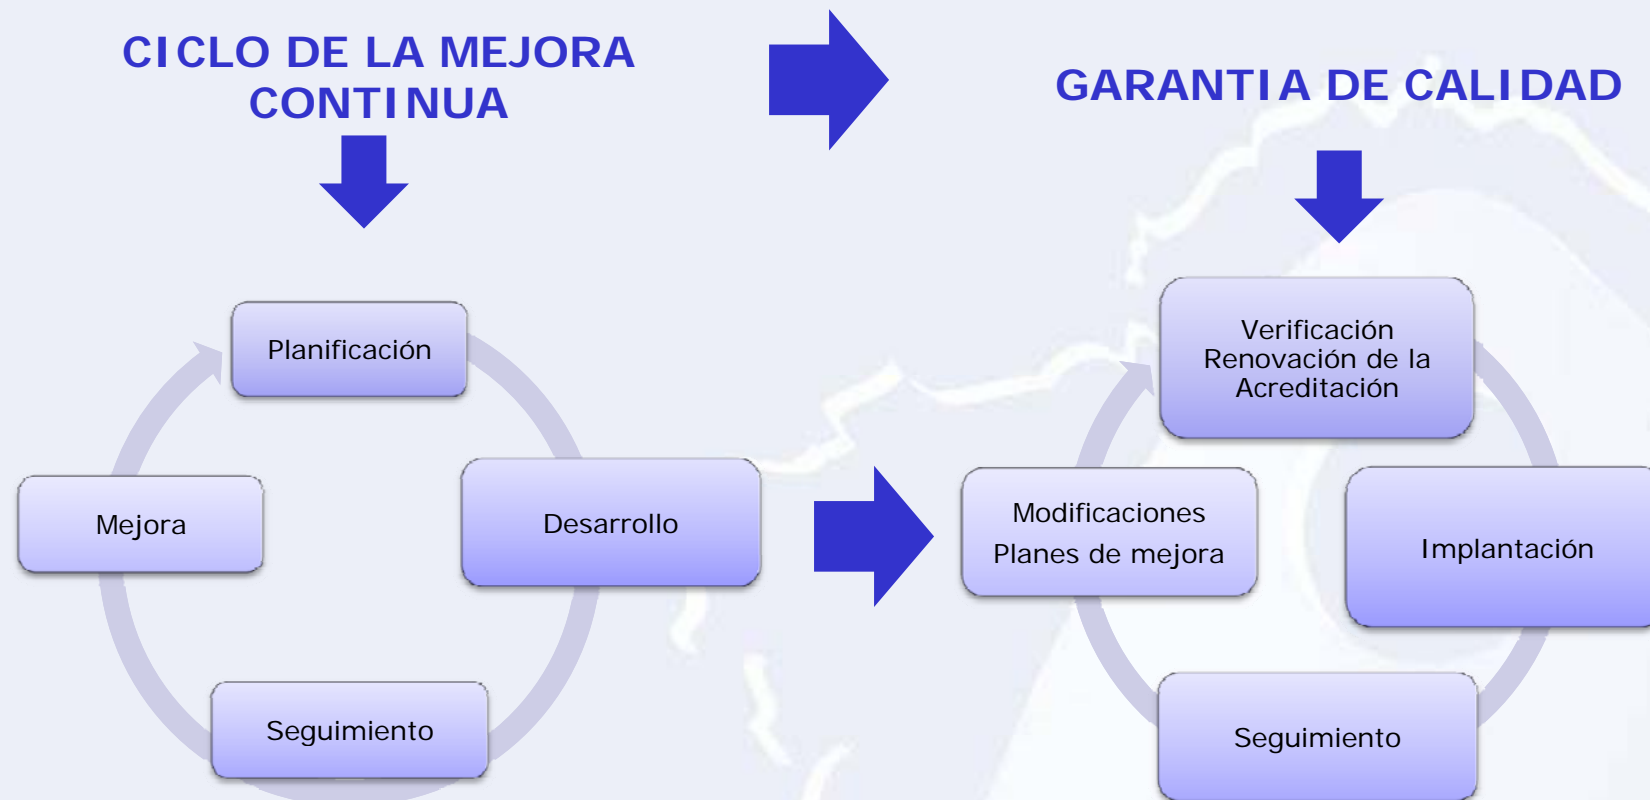 CICLO DE LA MEJORA
CONTINUA
GARANTIA DE CALIDAD
Planificación
Desarrollo
Seguimiento
Mejora
Verificación
Renovación de la
Acreditación
Implantación
Seguimiento
Modificaciones
Planes de mejora